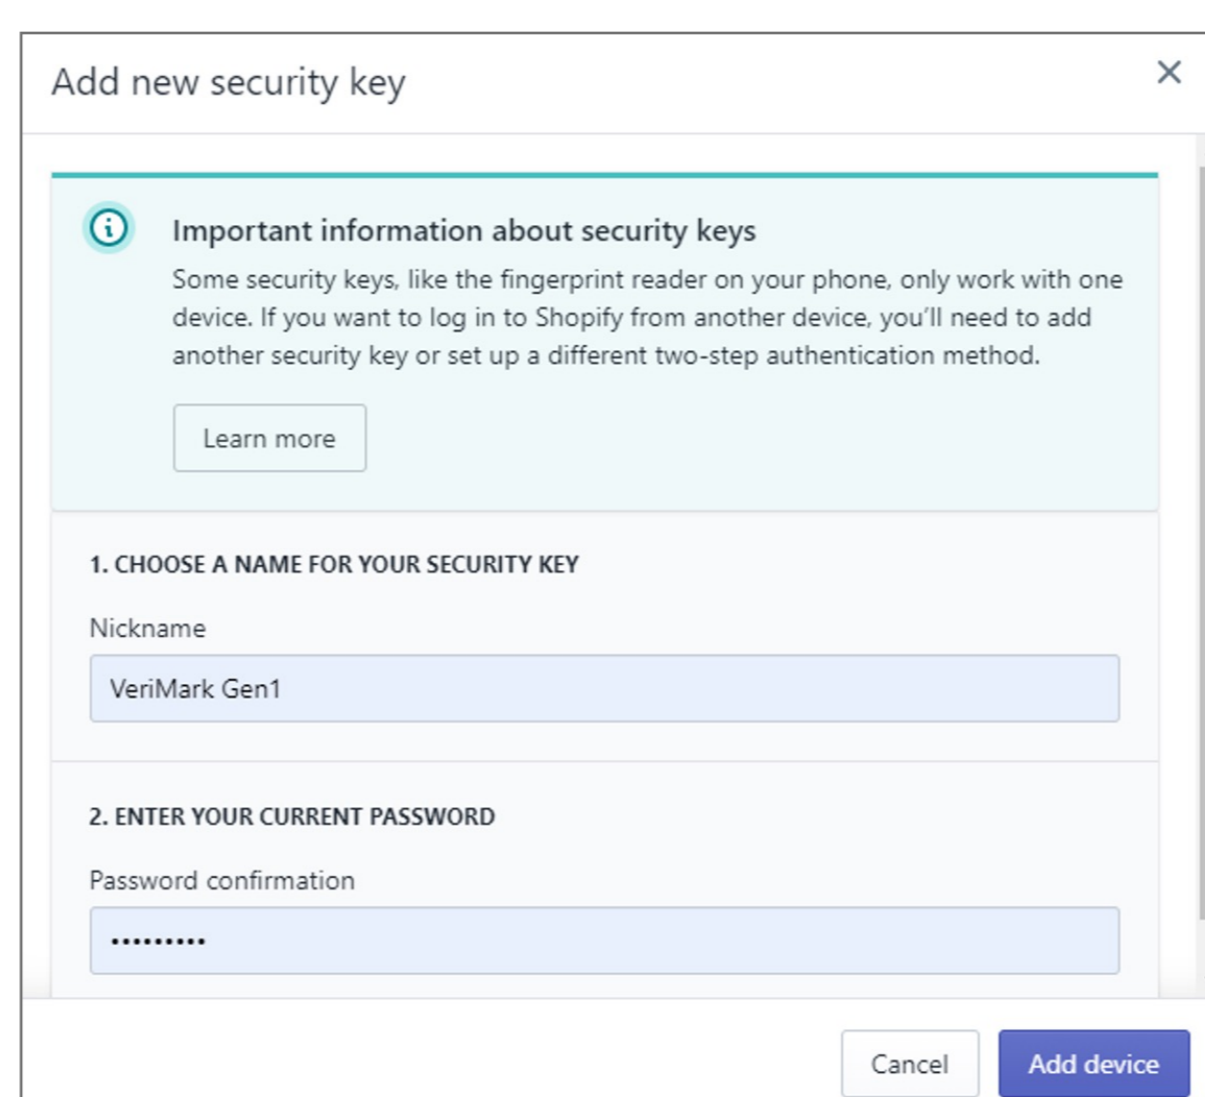 Add new security key
Important information about security keys
Some security keys, like the fingerprint reader on your phone, only work with one
device. If you want to log in to Shopify from another device, you'll need to add
another security key or set up a different two-step authentication method.
Learn more
1. CHOOSE A NAME FOR YOUR SECURITY KEY
Nickname
VeriMark Gen1
2. ENTER YOUR CURRENT PASSWORD
Password confirmation
•••••••••
Cancel
Add device